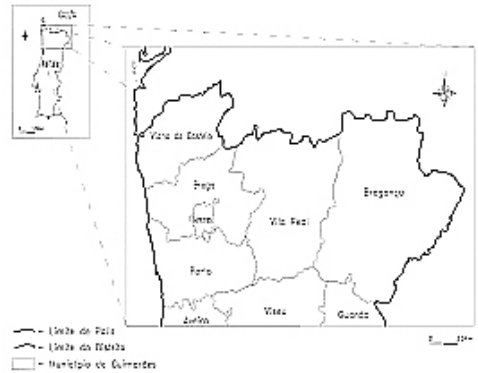 Viana do Castelo
Braga
Bragança
Vila Real
Porto
Aveiro
Viseu
Guarda
- Limite de País
- Limite de Distrito
- Município de Guimarães